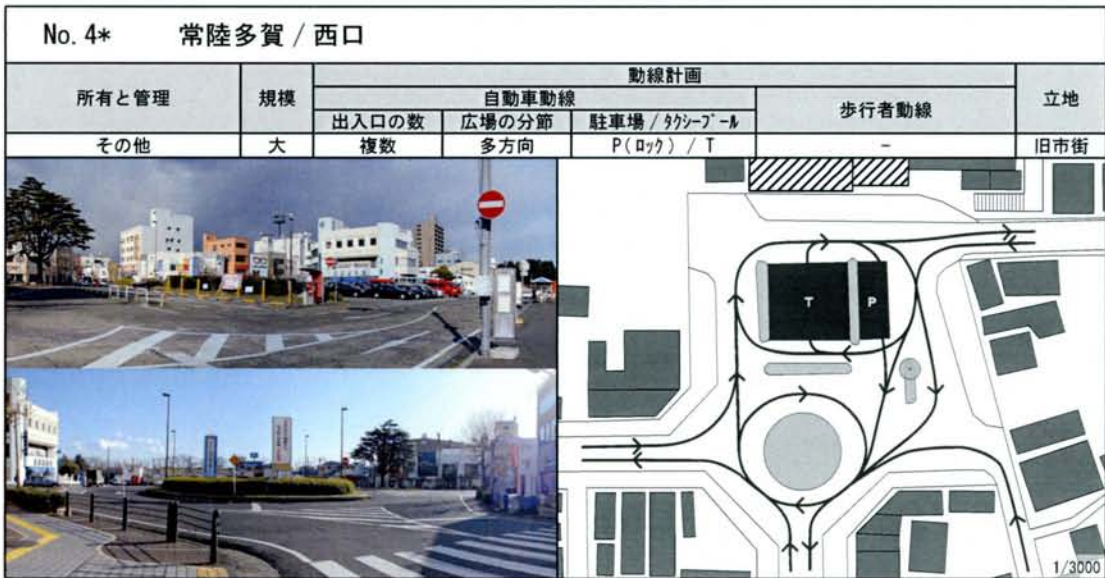 No. 4* 常陸多賀 / 西口
所有と管理
規模
動線計画
自動車動線
出入口の数
広場の分節
駐車場 / タクシープール
歩行者動線
立地
その他
大
複数
多方向
P(ロック) / T
-
旧市街
T
P
1/3000